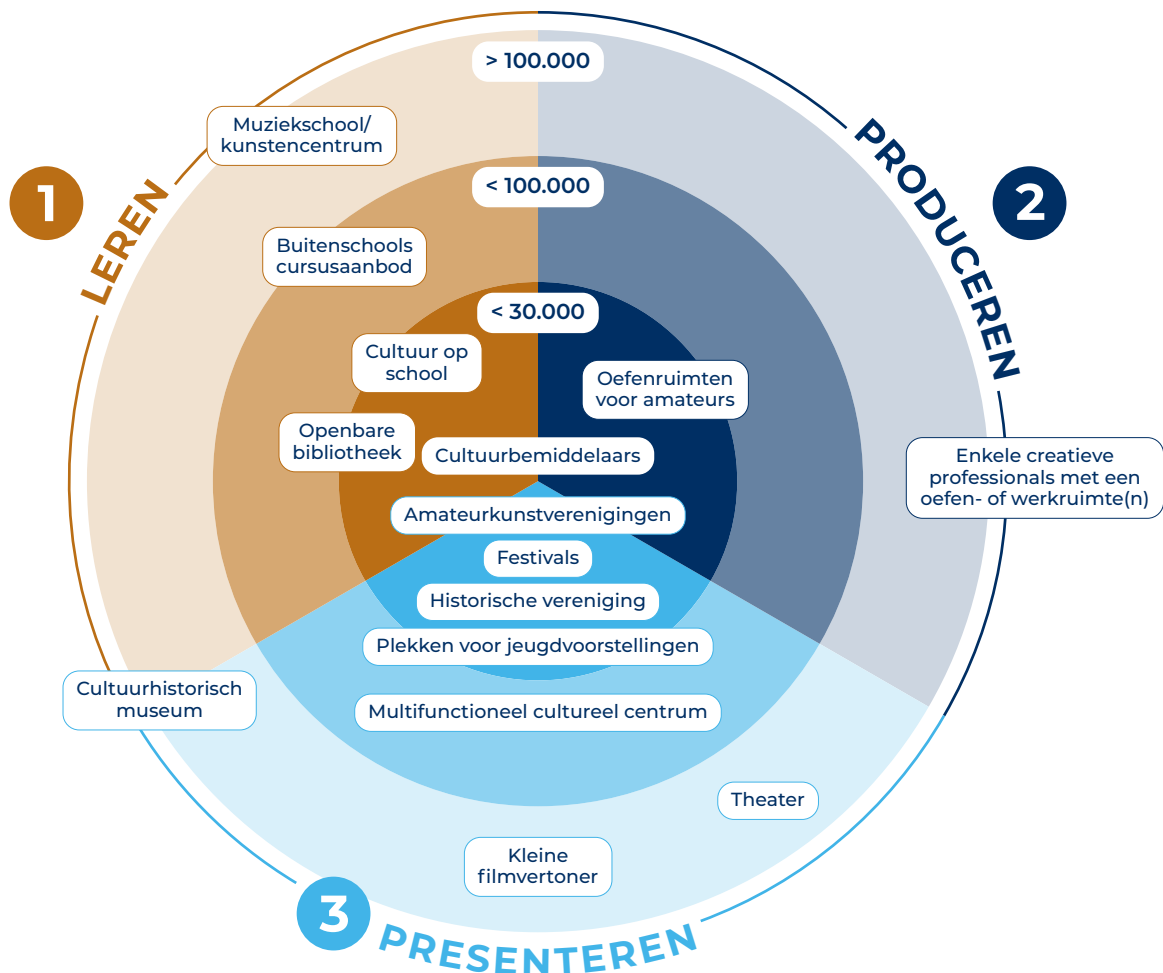 > 100.000
Muziekschool/
kunstencentrum
PRODUCEREN
1
< 100.000
2
LEREN
Buitenschools
cursusaanbod
< 30.000
Cultuur op
school
Oefenruimten
voor amateurs
Openbare
bibliotheek
Cultuurbemiddelaars
Enkele creatieve
professionals met een
oefen- of werkruimte(n)
Amateurkunstverenigingen
Festivals
Historische vereniging
Plekken voor jeugdvoorstellingen
Cultuurhistorisch
museum
Multifunctioneel cultureel centrum
Theater
Kleine
filmvertoner
3
PRESENTEREN